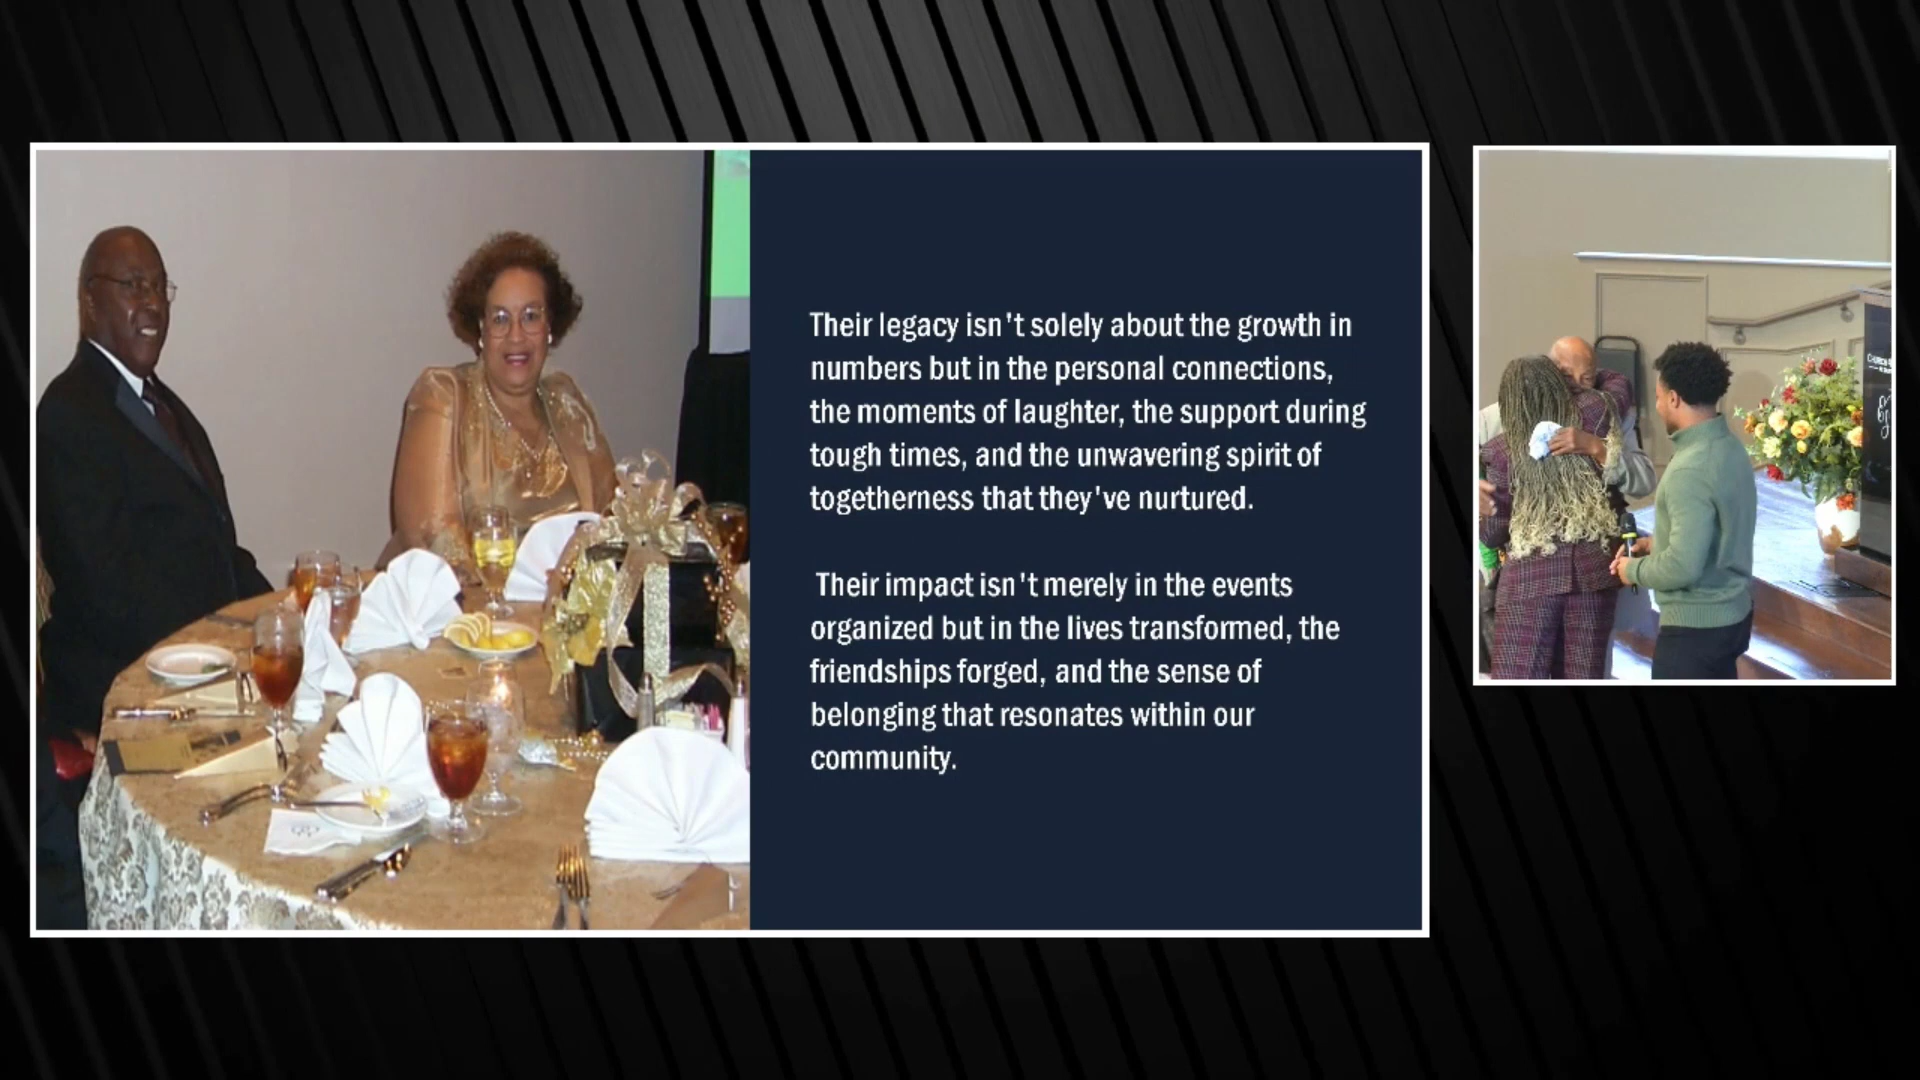 Their legacy isn't solely about the growth in
numbers but in the personal connections,
the moments of laughter, the support during
tough times, and the unwavering spirit of
togetherness that they've nurtured.
Their impact isn't merely in the events
organized but in the lives transformed, the
friendships forged, and the sense of
belonging that resonates within our
community.